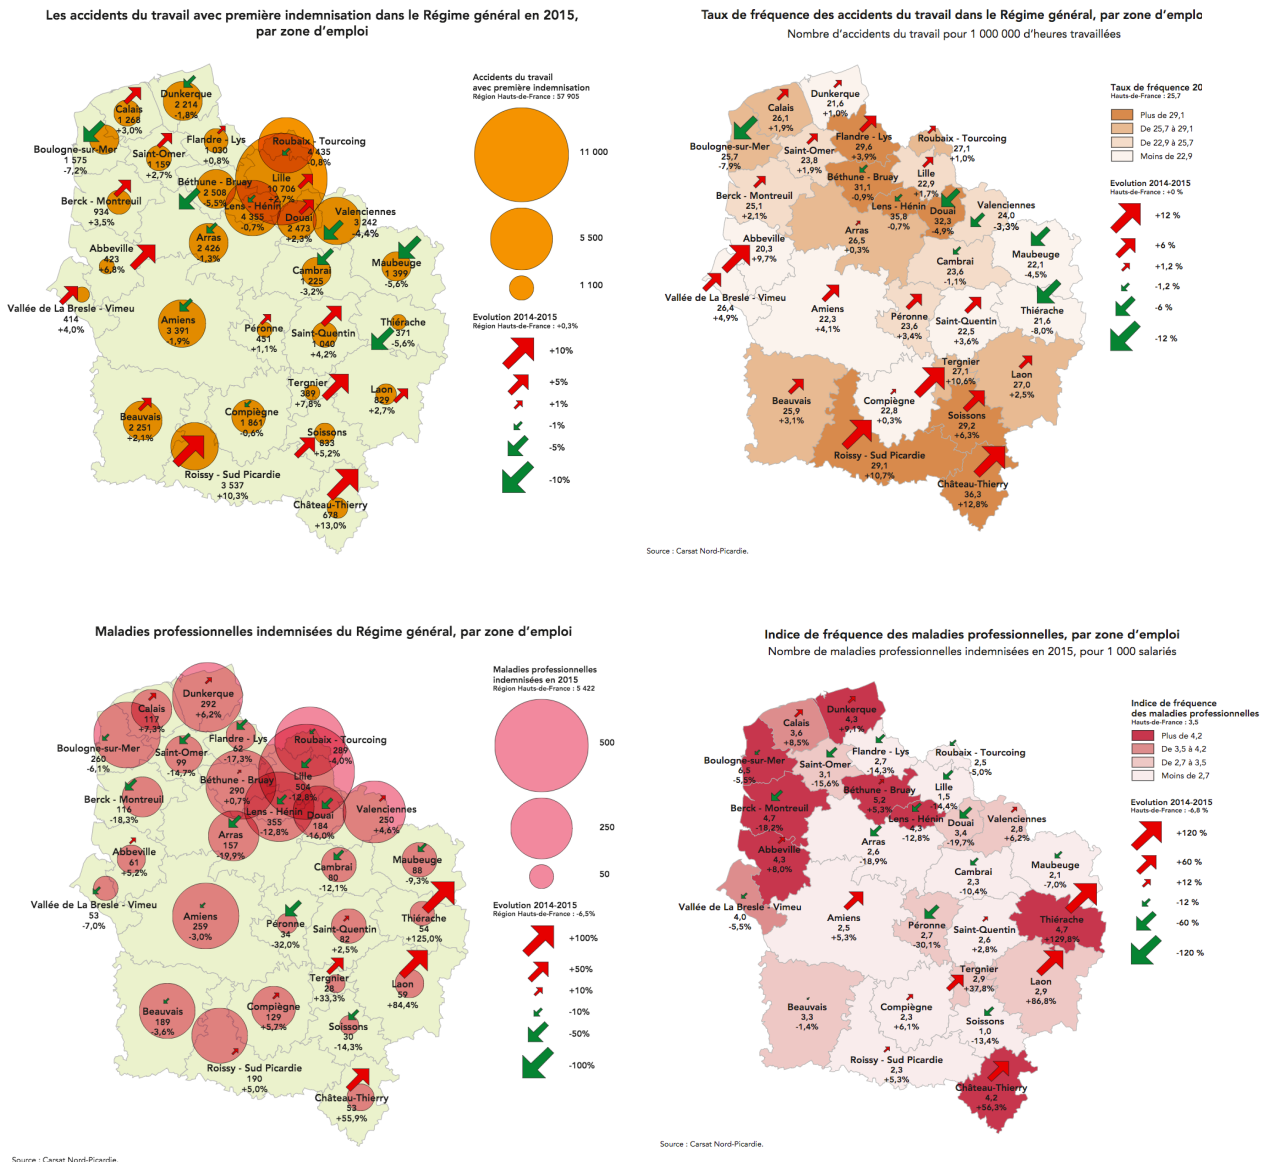 Les accidents du travail avec première indemnisation dans le Régime général en 2015,
par zone d'emploi
Accidents du travail
avec première indemnisation
Région Hauts-de-France : 57 905
11 000
5 500
1 100
Evolution 2014-2015
Région Hauts-de-France : +0,3%
+10%
+5%
+1%
-1%
-5%
-10%
Dunkerque
2 214
-1,8%
Calais
1 268
+3,0%
Boulogne-sur-Mer
1 575
-7,2%
Saint-Omer
1 159
+2,7%
Flandre - Lys
1 030
+0,8%
Roubaix - Tourcoing
4 435
-0,8%
Lille
10 706
+2,7%
Béthune - Bruay
2 508
-5,5%
Lens - Hénin
4 355
-0,7%
Douai
2 473
+2,3%
Valenciennes
3 242
-4,4%
Berck - Montreuil
934
+3,5%
Arras
2 426
-1,3%
Abbeville
423
+6,8%
Cambrai
1 225
-3,2%
Maubeuge
1 399
-5,6%
Vallée de La Bresle - Vimeu
414
+4,0%
Amiens
3 391
-1,9%
Péronne
451
+1,1%
Saint-Quentin
1 040
+4,2%
Thiérache
371
-5,6%
Tergnier
389
+7,8%
Laon
829
+2,7%
Beauvais
2 251
+2,1%
Compiègne
1 861
-0,6%
Soissons
833
+5,2%
Roissy - Sud Picardie
3 537
+10,3%
Château-Thierry
678
+13,0%
Taux de fréquence des accidents du travail dans le Régime général, par zone d'emplo
Nombre d'accidents du travail pour 1 000 000 d'heures travaillées
Taux de fréquence 20
Hauts-de-France : 25,7
Plus de 29,1
De 25,7 à 29,1
De 22,9 à 25,7
Moins de 22,9
Evolution 2014-2015
Hauts-de-France : +0 %
+12 %
+6 %
+1,2 %
-1,2 %
-6 %
-12 %
Dunkerque
21,6
+1,0%
Calais
26,1
+1,9%
Boulogne-sur-Mer
25,7
-7,9%
Saint-Omer
23,8
+1,9%
Flandre - Lys
29,6
+3,9%
Roubaix - Tourcoing
27,1
+1,0%
Lille
22,9
+1,7%
Béthune - Bruay
31,1
-0,9%
Lens - Hénin
35,8
-0,7%
Douai
32,3
-4,9%
Valenciennes
24,0
-3,3%
Berck - Montreuil
25,1
+2,1%
Arras
26,5
+0,3%
Abbeville
20,3
+9,7%
Cambrai
23,6
-1,1%
Maubeuge
22,1
-4,5%
Vallée de La Bresle - Vimeu
26,4
+4,9%
Amiens
22,3
+4,1%
Péronne
23,6
+3,4%
Saint-Quentin
22,5
+3,6%
Thiérache
21,6
-8,0%
Tergnier
27,1
+10,6%
Laon
27,0
+2,5%
Beauvais
25,9
+3,1%
Compiègne
22,8
+0,3%
Soissons
29,2
+6,3%
Roissy - Sud Picardie
29,1
+10,7%
Château-Thierry
36,3
+12,8%
Source : Carsat Nord-Picardie.
Maladies professionnelles indemnisées du Régime général, par zone d'emploi
Maladies professionnelles
indemnisées en 2015
Région Hauts-de-France : 5 422
500
250
50
Evolution 2014-2015
Région Hauts-de-France : -6,5%
+100%
+50%
+10%
-10%
-50%
-100%
Dunkerque
292
+6,2%
Calais
117
+7,3%
Boulogne-sur-Mer
260
-6,1%
Saint-Omer
99
-14,7%
Flandre - Lys
62
-17,3%
Roubaix - Tourcoing
289
-4,0%
Lille
504
-12,8%
Béthune - Bruay
290
+0,7%
Lens - Hénin
355
-12,8%
Douai
184
-16,0%
Valenciennes
250
+4,6%
Berck - Montreuil
116
-18,3%
Arras
157
-19,9%
Abbeville
61
+5,2%
Cambrai
80
-12,1%
Maubeuge
88
-9,3%
Vallée de La Bresle - Vimeu
53
-7,0%
Amiens
259
-3,0%
Péronne
34
-32,0%
Saint-Quentin
82
+2,5%
Thiérache
54
+125,0%
Tergnier
28
+33,3%
Laon
59
+84,4%
Beauvais
189
-3,6%
Compiègne
129
+5,7%
Soissons
30
-14,3%
Roissy - Sud Picardie
190
+5,0%
Château-Thierry
53
+55,9%
Source : Carsat Nord-Picardie.
Indice de fréquence des maladies professionnelles, par zone d'emploi
Nombre de maladies professionnelles indemnisées en 2015, pour 1 000 salariés
Indice de fréquence
des maladies professionnelles
Hauts-de-France : 3,5
Plus de 4,2
De 3,5 à 4,2
De 2,7 à 3,5
Moins de 2,7
Evolution 2014-2015
Hauts-de-France : -6,8 %
+120 %
+60 %
+12 %
-12 %
-60 %
-120 %
Dunkerque
4,3
+9,1%
Calais
3,6
+8,5%
Boulogne-sur-Mer
6,5
-5,5%
Saint-Omer
3,1
-15,6%
Flandre - Lys
2,7
-14,3%
Roubaix - Tourcoing
2,5
-5,0%
Lille
1,5
-14,4%
Béthune - Bruay
5,2
+5,3%
Lens - Hénin
4,3
-12,8%
Douai
3,4
-19,7%
Valenciennes
2,8
+6,2%
Berck - Montreuil
4,7
-18,2%
Arras
2,6
-18,9%
Abbeville
4,3
+8,0%
Cambrai
2,3
-10,4%
Maubeuge
2,1
-7,0%
Vallée de La Bresle - Vimeu
4,0
-5,5%
Amiens
2,5
+5,3%
Péronne
2,7
-30,1%
Saint-Quentin
2,6
+2,8%
Thiérache
4,7
+129,8%
Tergnier
2,9
+37,8%
Laon
2,9
+86,8%
Beauvais
3,3
-1,4%
Compiègne
2,3
+6,1%
Soissons
1,0
-13,4%
Roissy - Sud Picardie
2,3
+5,3%
Château-Thierry
4,2
+56,3%
Source : Carsat Nord-Picardie.